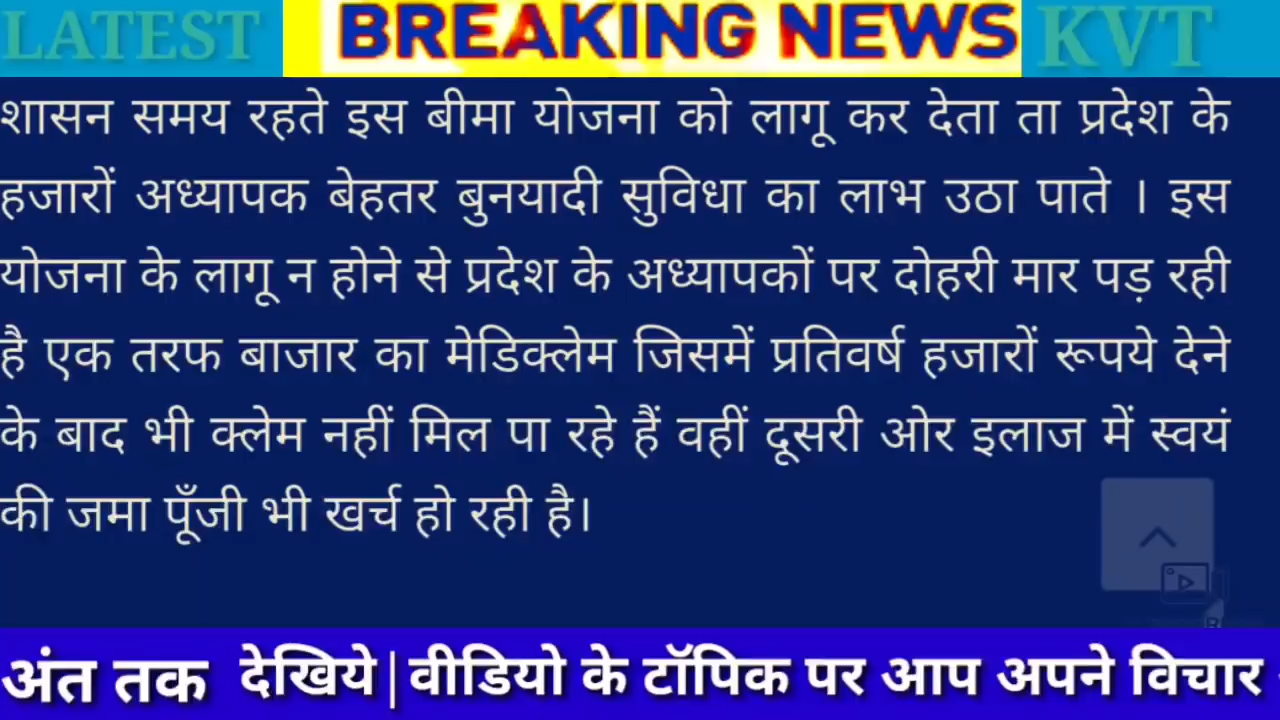 LATEST BREAKING NEWS KVT
शासन समय रहते इस बीमा योजना को लागू कर देता ता प्रदेश के
हजारों अध्यापक बेहतर बुनयादी सुविधा का लाभ उठा पाते । इस
योजना के लागू न होने से प्रदेश के अध्यापकों पर दोहरी मार पड़ रही
है एक तरफ बाजार का मेडिक्लेम जिसमें प्रतिवर्ष हजारों रूपये देने
के बाद भी क्लेम नहीं मिल पा रहे हैं वहीं दूसरी ओर इलाज में स्वयं
की जमा पूँजी भी खर्च हो रही है।
अंत तक देखिये|वीडियो के टॉपिक पर आप अपने विचार